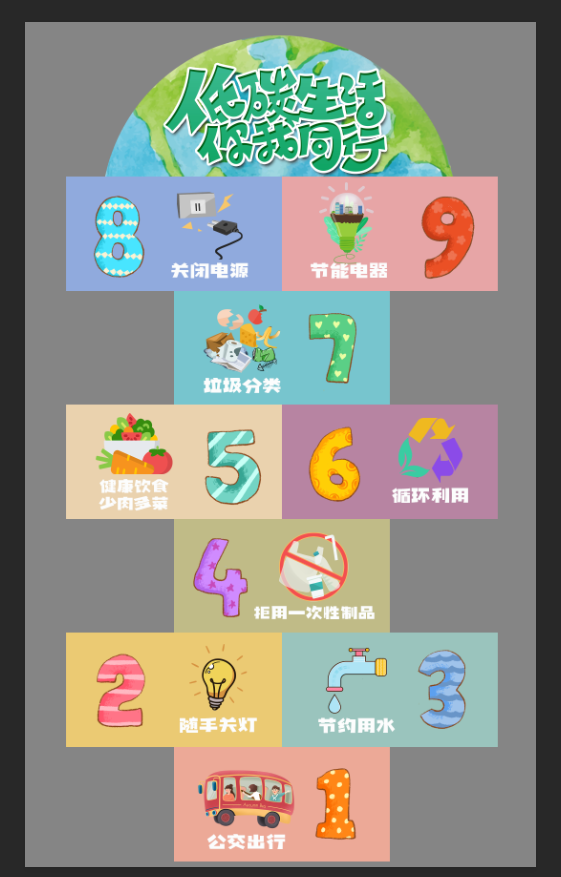 低碳生活
你我同行
8
关闭电源
节能电器
9
垃圾分类
7
健康饮食
少肉多菜
5
6
循环利用
4
拒用一次性制品
2
随手关灯
节约用水
3
公交出行
1